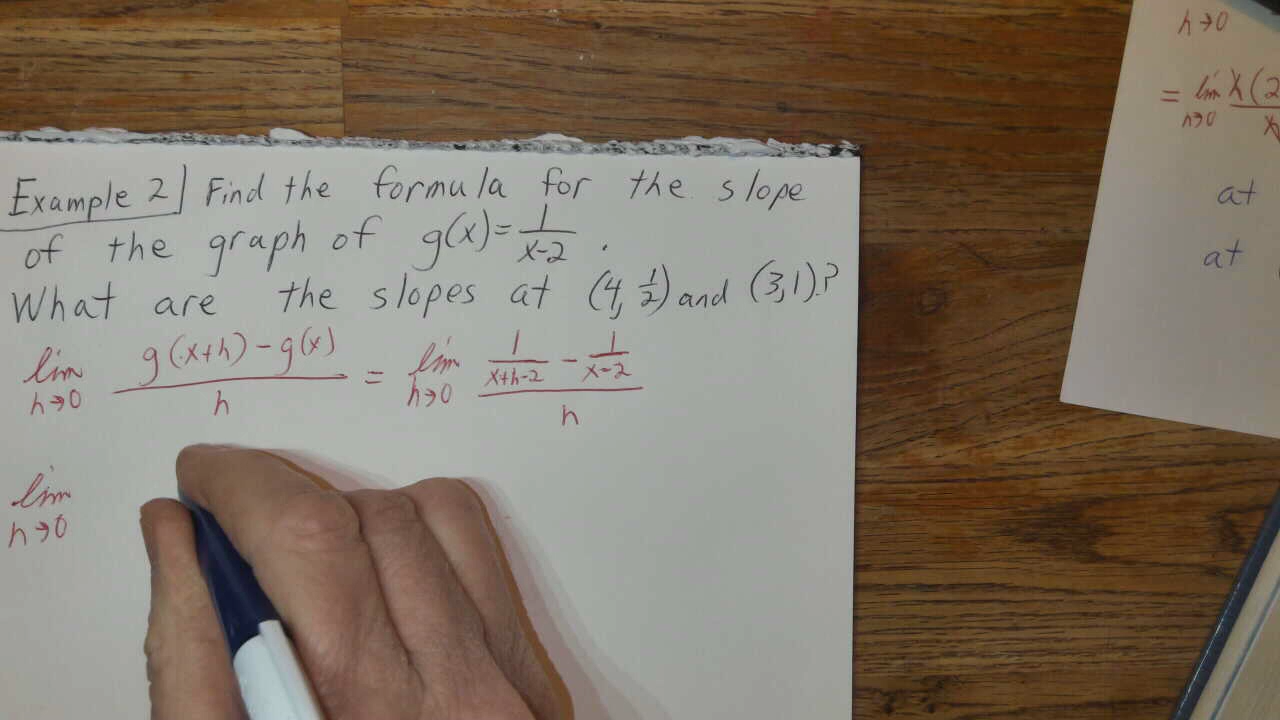 Example 2 Find the formula for the slope
of the graph of g(x)=1/(x-2).
What are the slopes at (4, 1/2) and (3,1)?
lim h→0 (g(x+h) - g(x))/h = lim h→0 (1/(x+h-2) - 1/(x-2))/h
lim h→0
h→0
= lim h→0 h(2
at
at